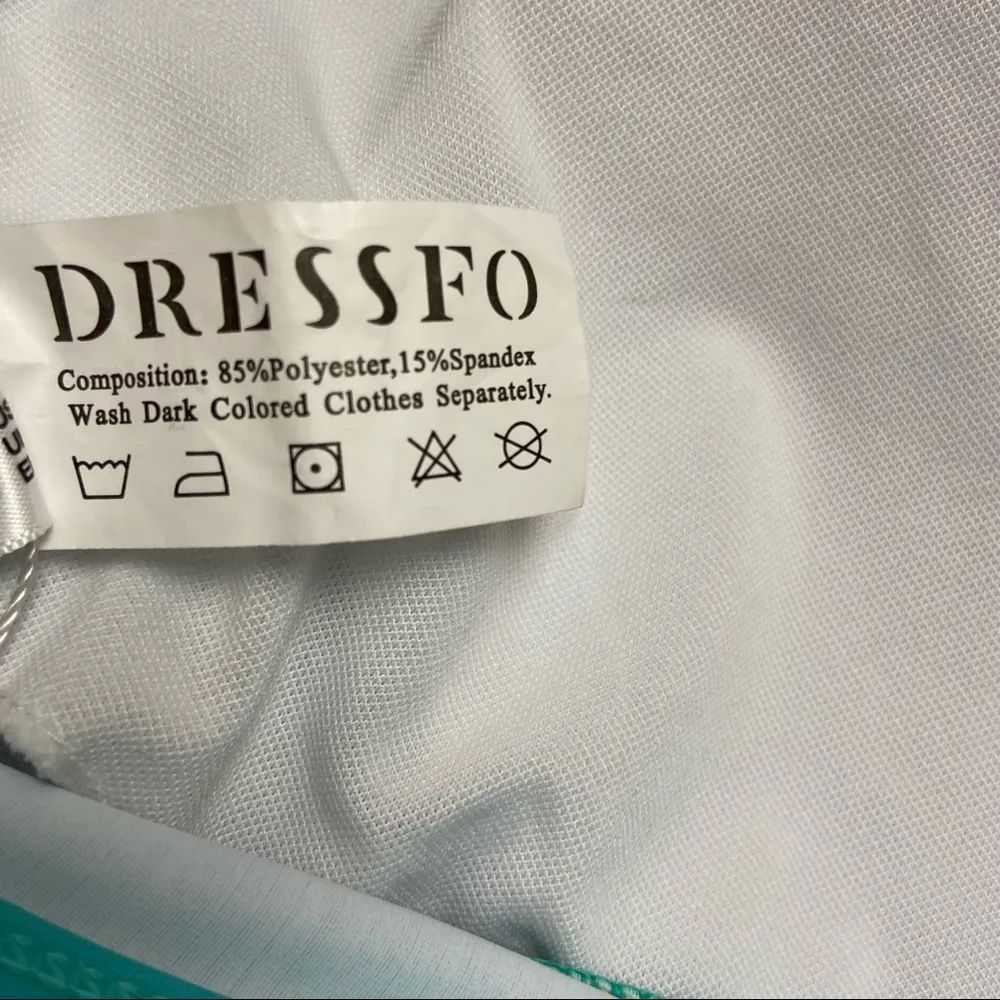 DRESSFO
Composition: 85%Polyester,15%Spandex
Wash Dark Colored Clothes Separately.